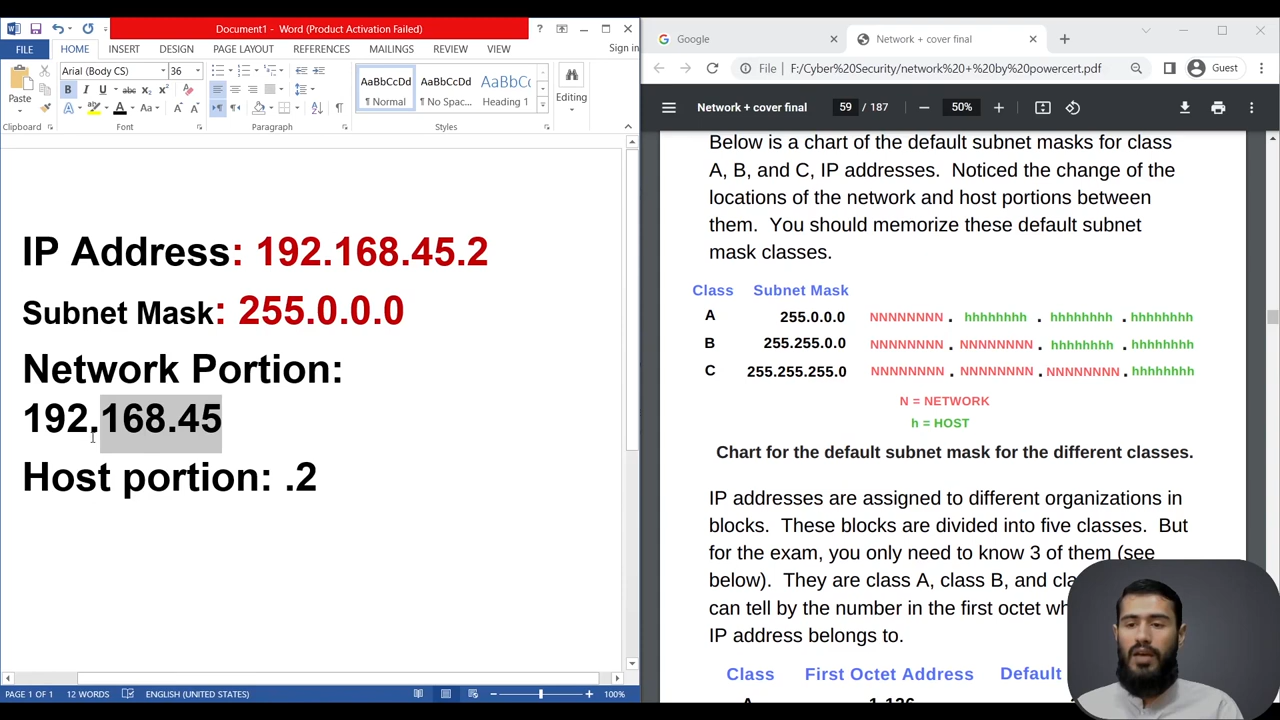 Document1 - Word (Product Activation Failed)
FILE
HOME
INSERT
DESIGN
PAGE LAYOUT
REFERENCES
MAILINGS
REVIEW
VIEW
Sign in
Paste
Arial (Body CS)
36
AaBbCcDd
AaBbCcDd
AaBbCcD
¶ Normal
¶ No Spac...
Heading 1
Editing
Clipboard
Font
Paragraph
Styles
IP Address: 192.168.45.2
Subnet Mask: 255.0.0.0
Network Portion:
192.168.45
Host portion: .2
PAGE 1 OF 1
12 WORDS
ENGLISH (UNITED STATES)
100%
Google
Network + cover final
File
F:/Cyber%20Security/network%20+%20by%20powercert.pdf
Guest
Network + cover final
59 / 187
50%
Below is a chart of the default subnet masks for class
A, B, and C, IP addresses. Noticed the change of the
locations of the network and host portions between
them. You should memorize these default subnet
mask classes.
Class Subnet Mask
A 255.0.0.0 NNNNNNNN . hhhhhhhh . hhhhhhhh . hhhhhhhh
B 255.255.0.0 NNNNNNNN . NNNNNNNN . hhhhhhhh . hhhhhhhh
C 255.255.255.0 NNNNNNNN . NNNNNNNN . NNNNNNNN . hhhhhhhh
N = NETWORK
h = HOST
Chart for the default subnet mask for the different classes.
IP addresses are assigned to different organizations in
blocks. These blocks are divided into five classes. But
for the exam, you only need to know 3 of them (see
below). They are class A, class B, and
can tell by the number in the first octet
IP address belongs to.
Class First Octet Address Default